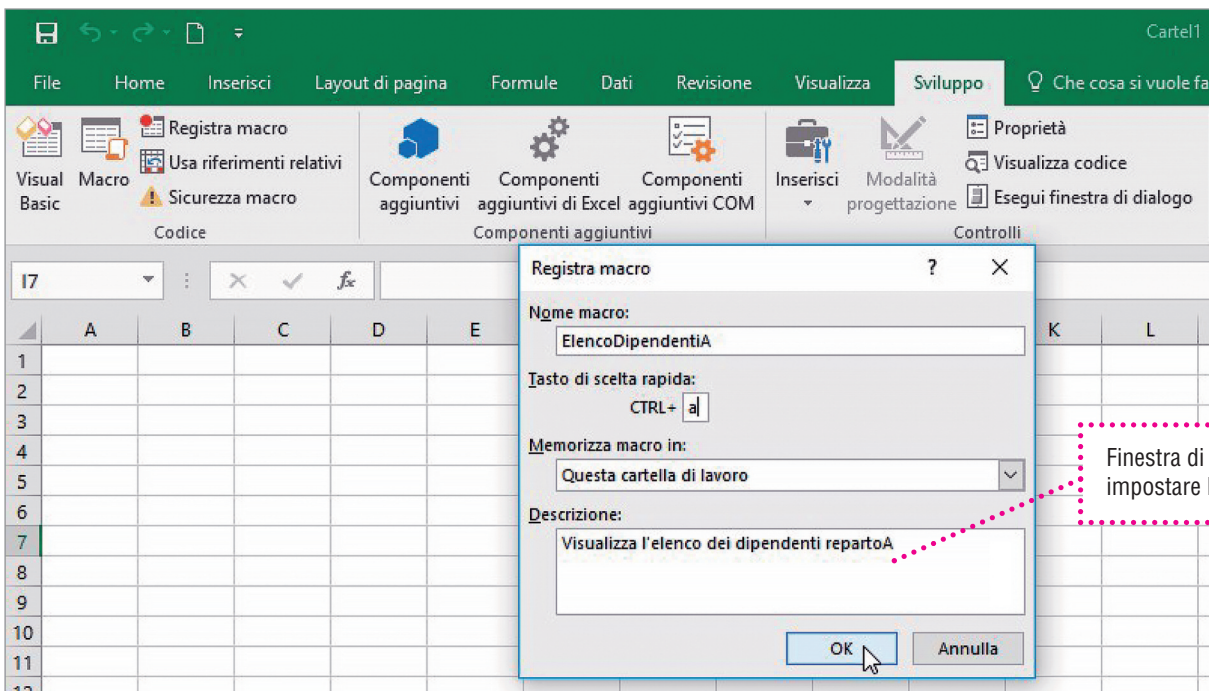 Cartel1
File Home Inserisci Layout di pagina Formule Dati Revisione Visualizza Sviluppo Che cosa si vuole fa
Visual Basic
Macro
Registra macro
Usa riferimenti relativi
Sicurezza macro
Codice
Componenti aggiuntivi
Componenti aggiuntivi di Excel
Componenti aggiuntivi COM
Componenti aggiuntivi
Inserisci
Modalità progettazione
Proprietà
Visualizza codice
Esegui finestra di dialogo
Controlli
I7 fx
A B C D E K L
1
2
3
4
5
6
7
8
9
10
11
12
Registra macro ?
Nome macro:
ElencoDipendentiA
Tasto di scelta rapida:
CTRL+ a
Memorizza macro in:
Questa cartella di lavoro
Descrizione:
Visualizza l'elenco dei dipendenti repartoA
OK Annulla
Finestra di
impostare